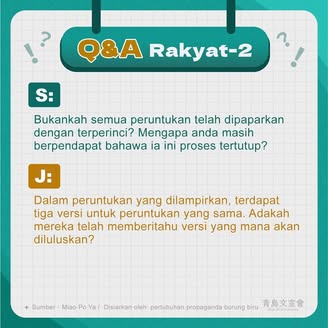 Q&A Rakyat-2
S:
Bukankah semua peruntukan telah dipaparkan
dengan terperinci? Mengapa anda masih
berpendapat bahawa ia ini proses tertutup?
J:
Dalam peruntukan yang dilampirkan, terdapat
tiga versi untuk peruntukan yang sama. Adakah
mereka telah memberitahu versi yang mana akan
diluluskan?
Sumber : Miao Po Ya / Disiarkan oleh: pertubuhan propaganda burung biru
青鳥文宣會